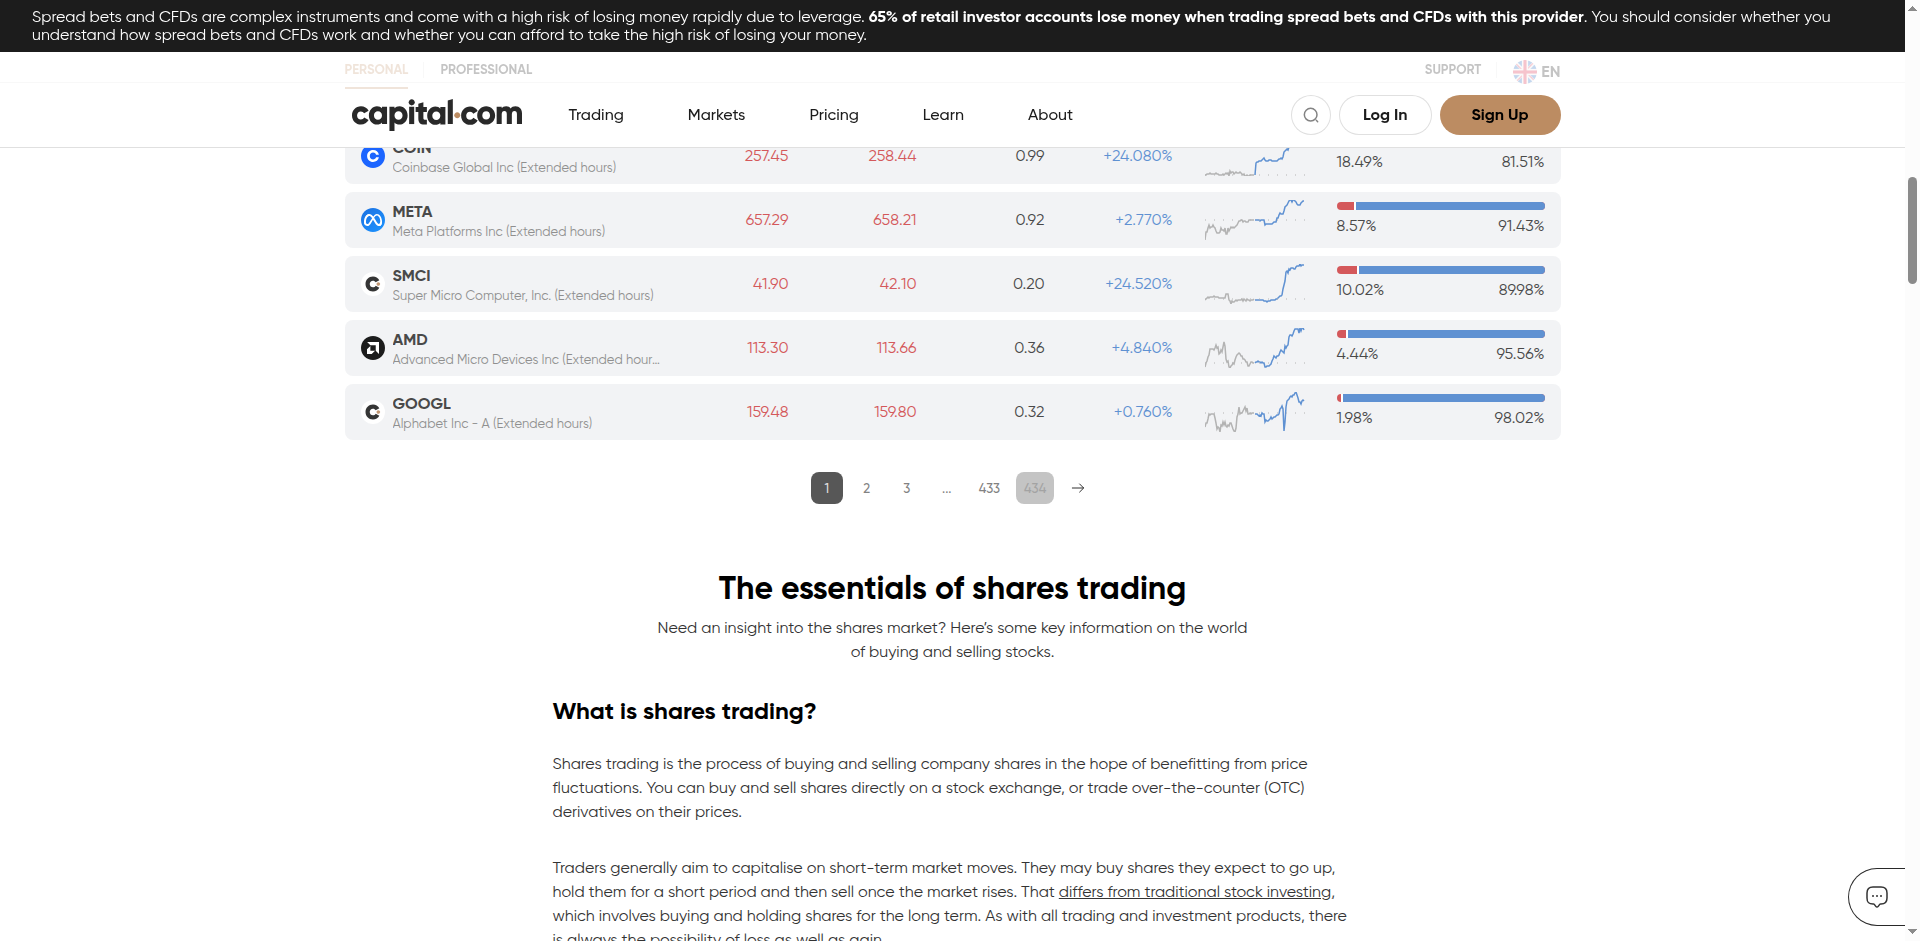 Spread bets and CFDs are complex instruments and come with a high risk of losing money rapidly due to leverage. 65% of retail investor accounts lose money when trading spread bets and CFDs with this provider. You should consider whether you
understand how spread bets and CFDs work and whether you can afford to take the high risk of losing your money.
PERSONAL PROFESSIONAL SUPPORT EN
capital.com Trading Markets Pricing Learn About Log In Sign Up
COIN
Coinbase Global Inc (Extended hours) 257.45 258.44 0.99 +24.080% 18.49% 81.51%
META
Meta Platforms Inc (Extended hours) 657.29 658.21 0.92 +2.770% 8.57% 91.43%
SMCI
Super Micro Computer, Inc. (Extended hours) 41.90 42.10 0.20 +24.520% 10.02% 89.98%
AMD
Advanced Micro Devices Inc (Extended hour... 113.30 113.66 0.36 +4.840% 4.44% 95.56%
GOOGL
Alphabet Inc - A (Extended hours) 159.48 159.80 0.32 +0.760% 1.98% 98.02%
1 2 3 ... 433 434
The essentials of shares trading
Need an insight into the shares market? Here's some key information on the world
of buying and selling stocks.
What is shares trading?
Shares trading is the process of buying and selling company shares in the hope of benefitting from price
fluctuations. You can buy and sell shares directly on a stock exchange, or trade over-the-counter (OTC)
derivatives on their prices.
Traders generally aim to capitalise on short-term market moves. They may buy shares they expect to go up,
hold them for a short period and then sell once the market rises. That differs from traditional stock investing,
which involves buying and holding shares for the long term. As with all trading and investment products, there
is always the possibility of loss as well as gain.